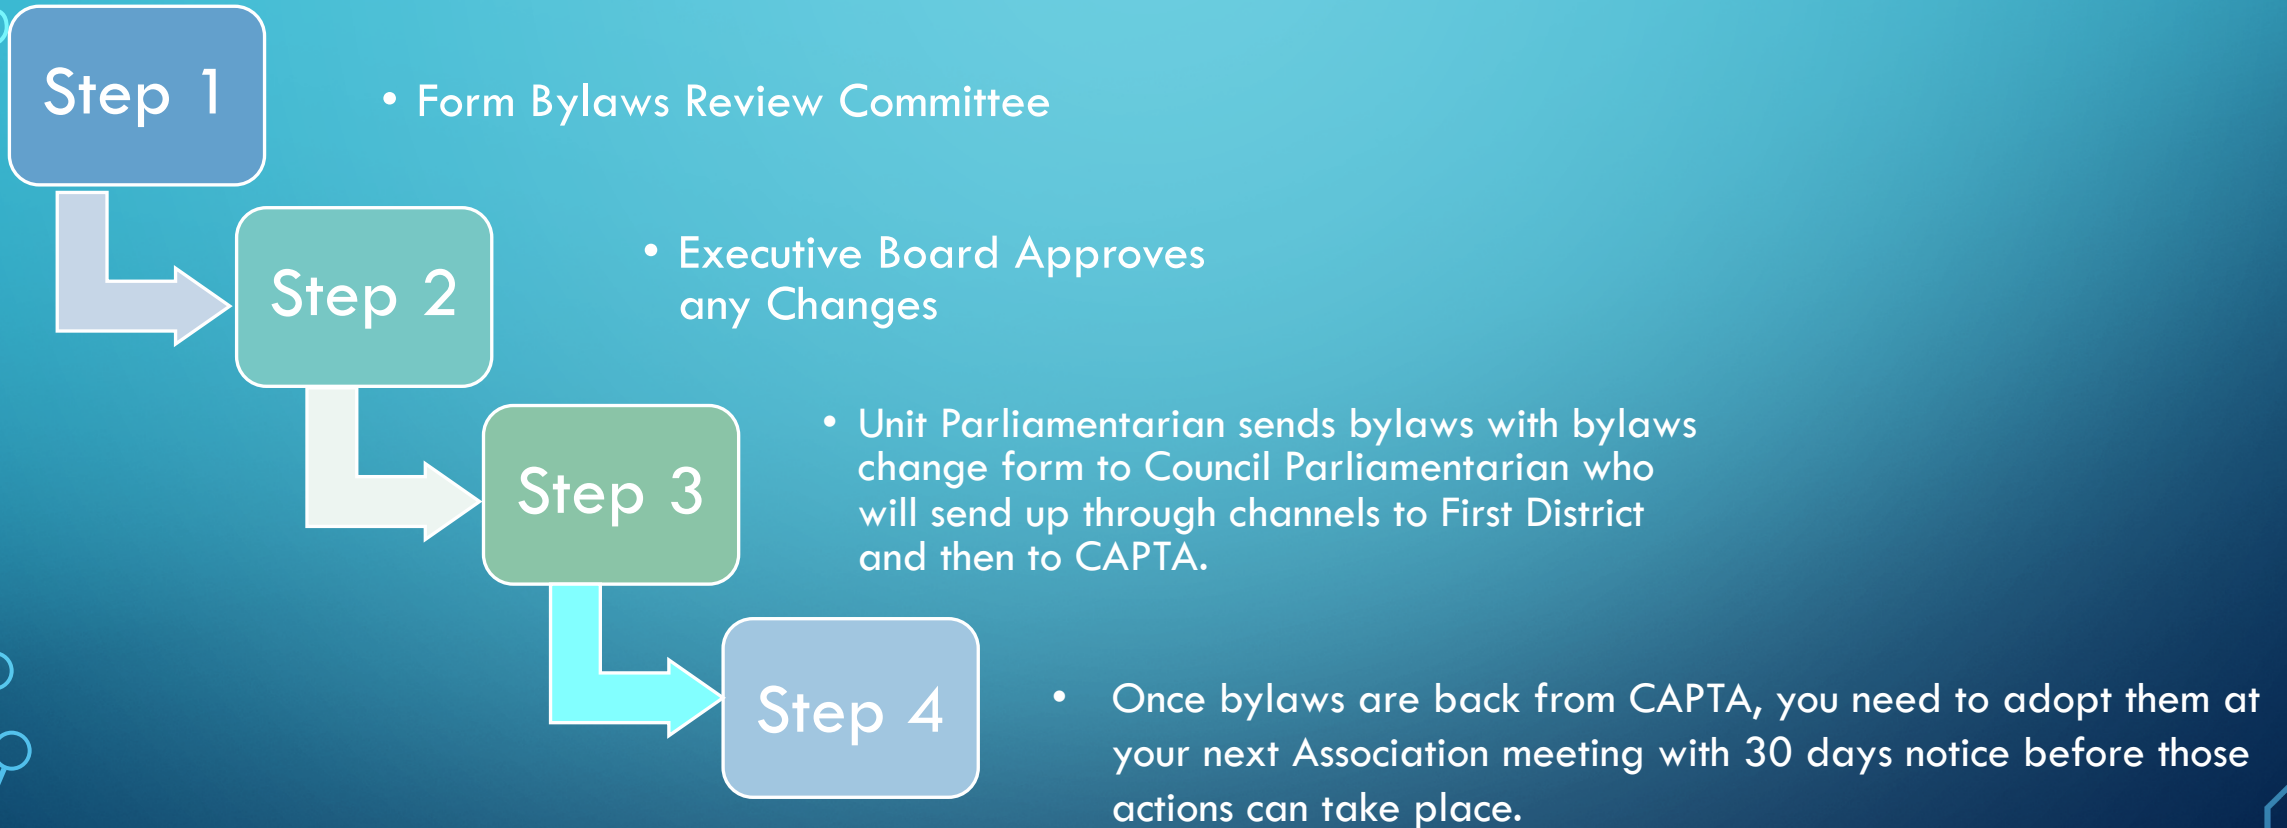 Step 1
• Form Bylaws Review Committee
Step 2
• Executive Board Approves
any Changes
Step 3
• Unit Parliamentarian sends bylaws with bylaws
change form to Council Parliamentarian who
will send up through channels to First District
and then to CAPTA.
Step 4
• Once bylaws are back from CAPTA, you need to adopt them at
your next Association meeting with 30 days notice before those
actions can take place.